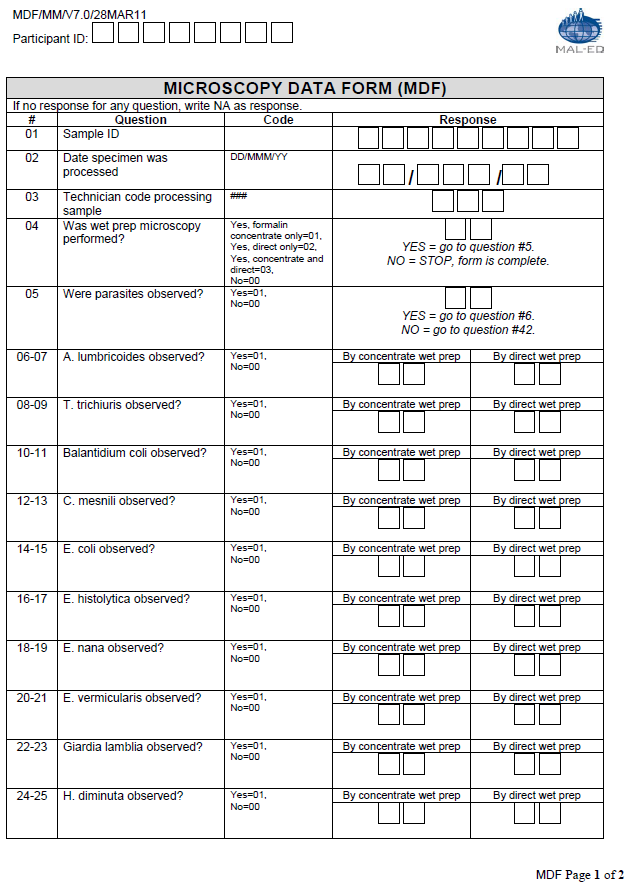 MDF/MM/V7.0/28MAR11
Participant ID:
MAL-ED
MICROSCOPY DATA FORM (MDF)
If no response for any question, write NA as response.
# Question Code Response
01 Sample ID
02 Date specimen was DD/MMM/YY
processed / /
03 Technician code processing ###
sample
04 Was wet prep microscopy Yes, formalin
performed? concentrate only=01,
Yes, direct only=02,
Yes, concentrate and
direct=03,
No=00
YES = go to question #5.
NO = STOP, form is complete.
05 Were parasites observed? Yes=01,
No=00
YES = go to question #6.
NO = go to question #42.
06-07 A. lumbricoides observed? Yes=01, By concentrate wet prep By direct wet prep
No=00
08-09 T. trichiuris observed? Yes=01, By concentrate wet prep By direct wet prep
No=00
10-11 Balantidium coli observed? Yes=01, By concentrate wet prep By direct wet prep
No=00
12-13 C. mesnili observed? Yes=01, By concentrate wet prep By direct wet prep
No=00
14-15 E. coli observed? Yes=01, By concentrate wet prep By direct wet prep
No=00
16-17 E. histolytica observed? Yes=01, By concentrate wet prep By direct wet prep
No=00
18-19 E. nana observed? Yes=01, By concentrate wet prep By direct wet prep
No=00
20-21 E. vermicularis observed? Yes=01, By concentrate wet prep By direct wet prep
No=00
22-23 Giardia lamblia observed? Yes=01, By concentrate wet prep By direct wet prep
No=00
24-25 H. diminuta observed? Yes=01, By concentrate wet prep By direct wet prep
No=00
MDF Page 1 of 2